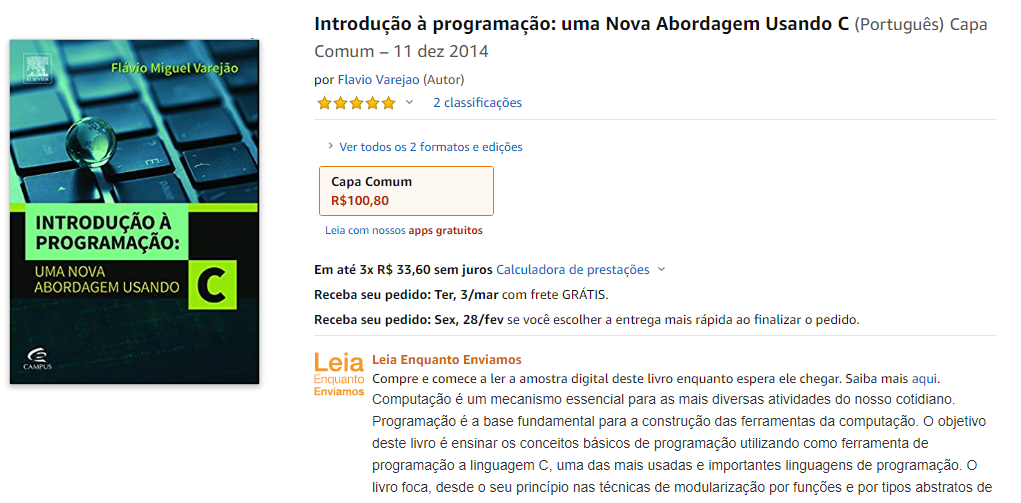 Introdução à programação: uma Nova Abordagem Usando C (Português) Capa
Comum – 11 dez 2014
por Flavio Varejao (Autor)
2 classificações
Ver todos os 2 formatos e edições
Capa Comum
R$100,80
Leia com nossos apps gratuitos
Em até 3x R$ 33,60 sem juros Calculadora de prestações
Receba seu pedido: Ter, 3/mar com frete GRÁTIS.
Receba seu pedido: Sex, 28/fev se você escolher a entrega mais rápida ao finalizar o pedido.
Leia
Enquanto
Enviamos
Leia Enquanto Enviamos
Compre e comece a ler a amostra digital deste livro enquanto espera ele chegar. Saiba mais aqui.
Computação é um mecanismo essencial para as mais diversas atividades do nosso cotidiano.
Programação é a base fundamental para a construção das ferramentas da computação. O objetivo
deste livro é ensinar os conceitos básicos de programação utilizando como ferramenta de
programação a linguagem C, uma das mais usadas e importantes linguagens de programação. O
livro foca, desde o seu princípio nas técnicas de modularização por funções e por tipos abstratos de
ELSEVIER
Flávio Miguel Varejão
E
INTRODUÇÃO À
PROGRAMAÇÃO:
UMA NOVA
ABORDAGEM USANDO
C
CAMPUS